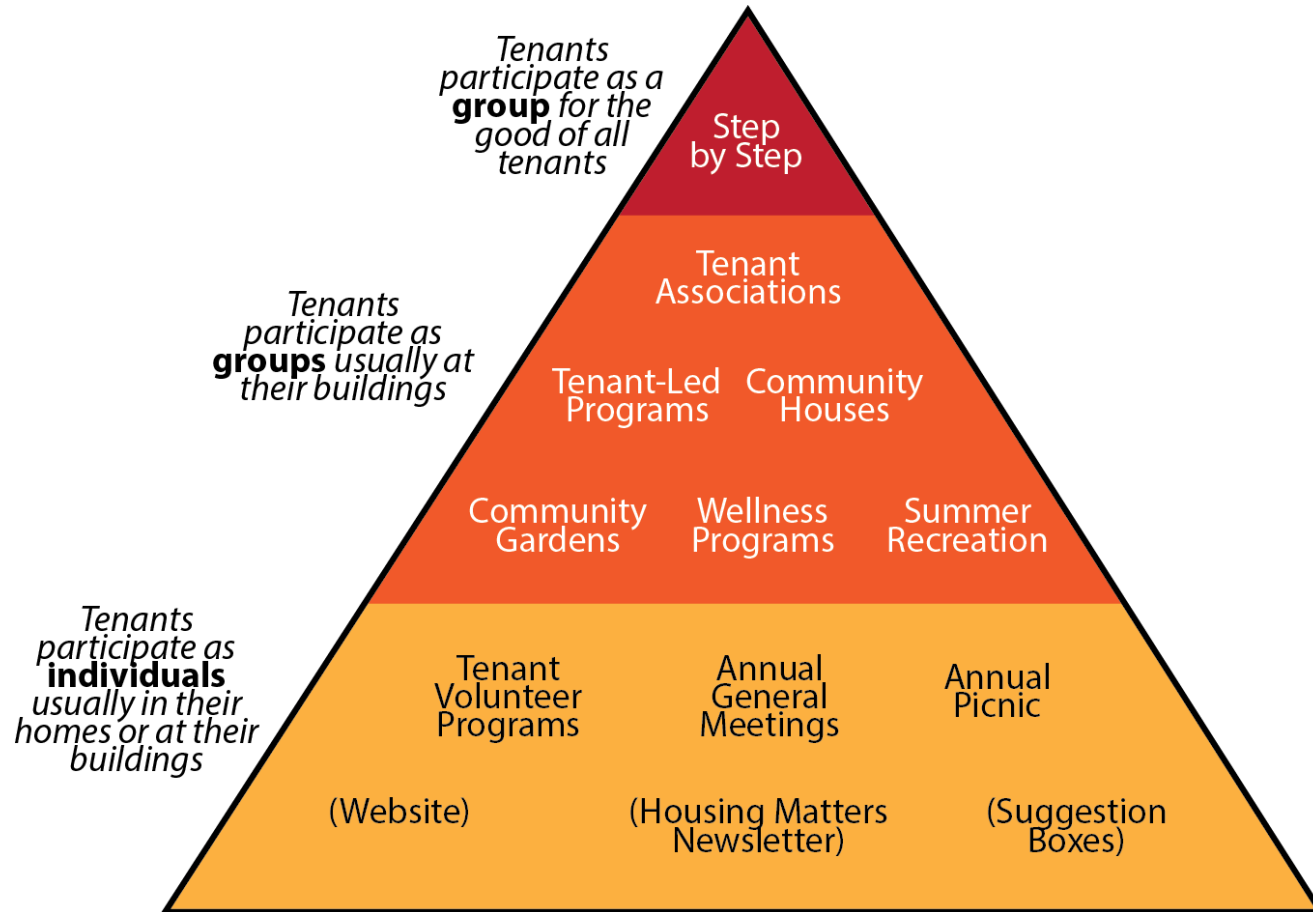 Tenants
participate as a
group for the
good of all
tenants
Step
by Step
Tenants
participate as
groups usually at
their buildings
Tenant
Associations
Tenant-Led
Programs
Community
Houses
Community
Gardens
Wellness
Programs
Summer
Recreation
Tenants
participate as
individuals
usually in their
homes or at their
buildings
Tenant
Volunteer
Programs
Annual
General
Meetings
Annual
Picnic
(Website)
(Housing Matters
Newsletter)
(Suggestion
Boxes)